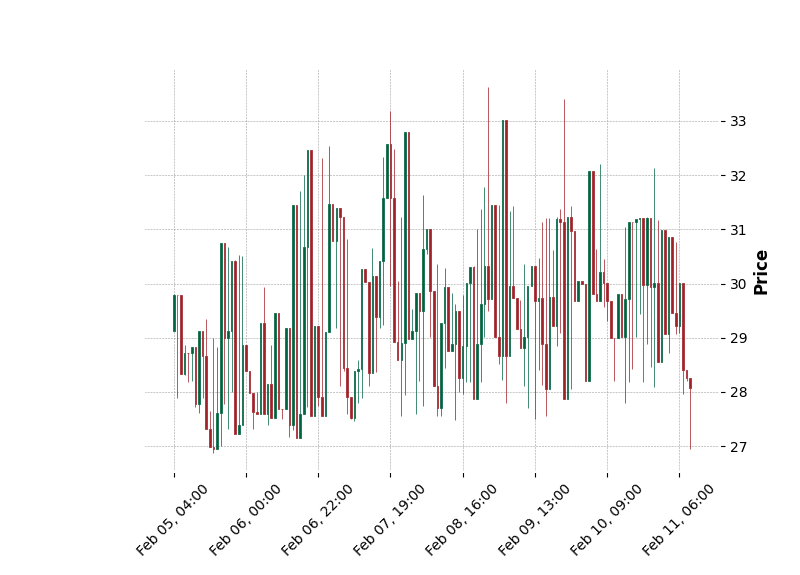 33
32
31
30
29
28
27
Price
Feb 05, 04:00
Feb 06, 00:00
Feb 06, 22:00
Feb 07, 19:00
Feb 08, 16:00
Feb 09, 13:00
Feb 10, 09:00
Feb 11, 06:00